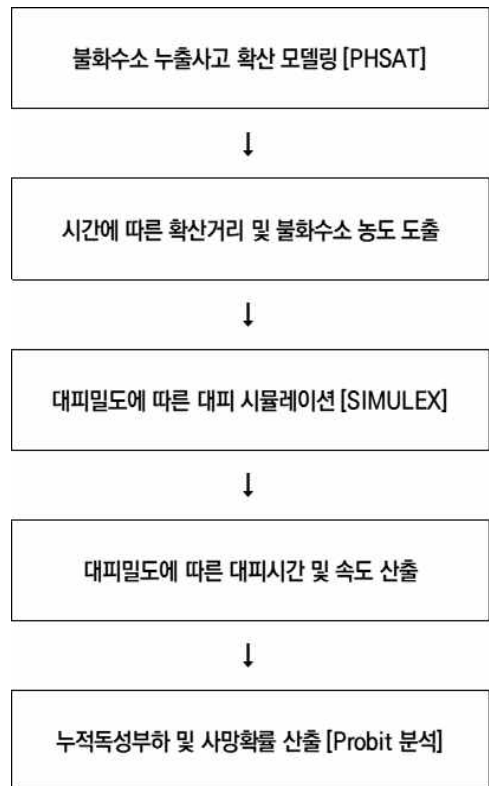 불화수소 누출사고 확산 모델링 [PHSAT]
↓
시간에 따른 확산거리 및 불화수소 농도 도출
↓
대피밀도에 따른 대피 시뮬레이션 [SIMULEX]
↓
대피밀도에 따른 대피시간 및 속도 산출
↓
누적독성부하 및 사망확률 산출 [Probit 분석]